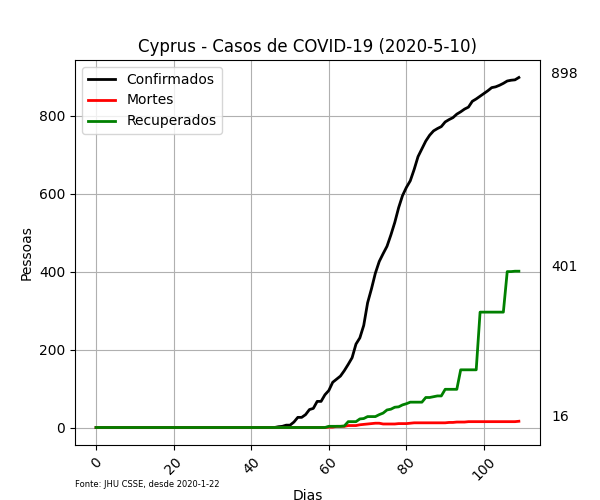 Cyprus - Casos de COVID-19 (2020-5-10)
Confirmados
Mortes
Recuperados
898
401
16
Pessoas
800
600
400
200
0
0
20
40
60
80
100
Dias
Fonte: JHU CSSE, desde 2020-1-22